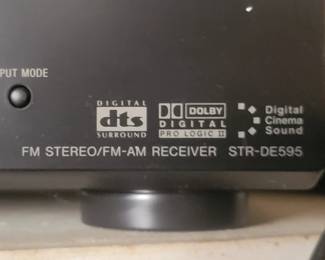 PUT MODE
DIGITAL
dts
SURROUND
DOLBY
DIGITAL
PRO LOGIC II
Digital
Cinema
Sound
FM STEREO/FM-AM RECEIVER STR-DE595